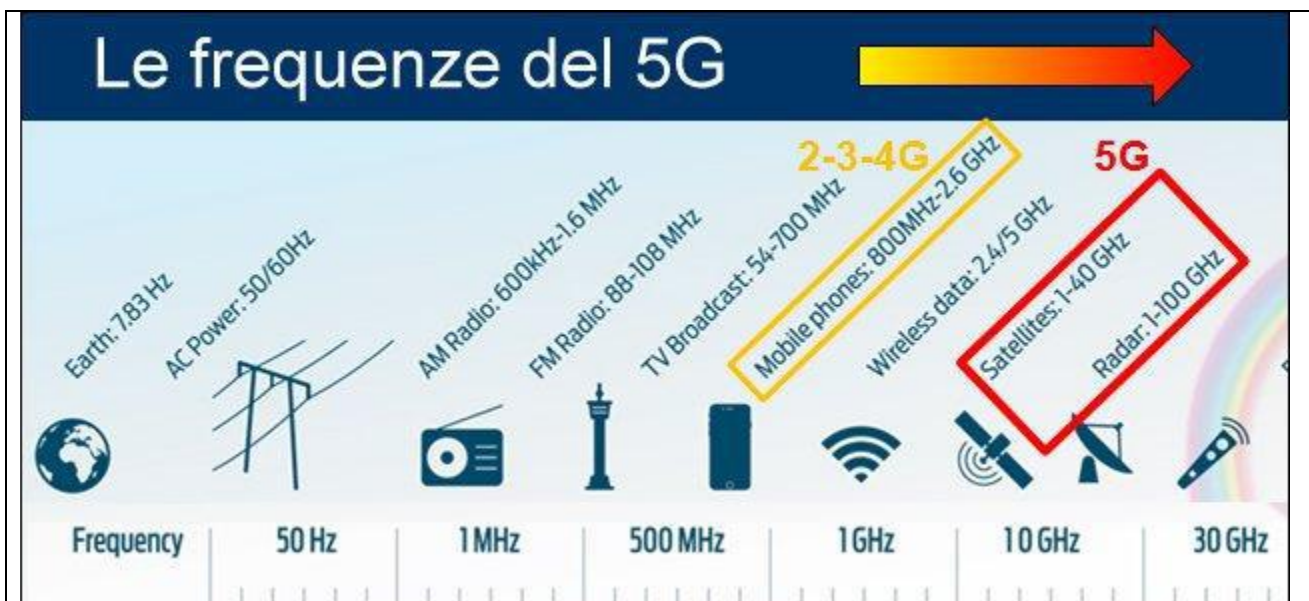 Le frequenze del 5G
2-3-4G
5G
Earth: 7.83 Hz
AC Power: 50/60Hz
AM Radio: 600kHz-1.6 MHz
FM Radio: 88-108 MHz
TV Broadcast: 54-700 MHz
Mobile phones: 800MHz-2.6 GHz
Wireless data: 2.4/5 GHz
Satellites: 1-40 GHz
Radar: 1-100 GHz
Frequency 50 Hz 1 MHz 500 MHz 1 GHz 10 GHz 30 GHz